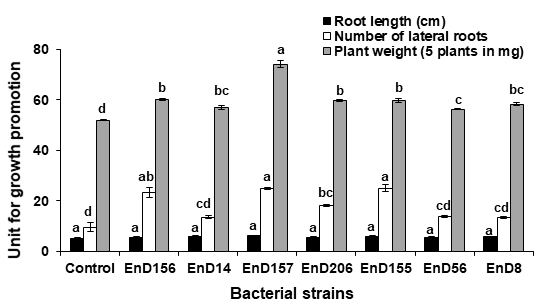 Root length (cm)
Number of lateral roots
Plant weight (5 plants in mg)
Unit for growth promotion
80
60
40
20
0
a d d
a ab b
a cd bc
a a a
a bc b
a a b
a cd c
a cd bc
Control EnD156 EnD14 EnD157 EnD206 EnD155 EnD56 EnD8
Bacterial strains